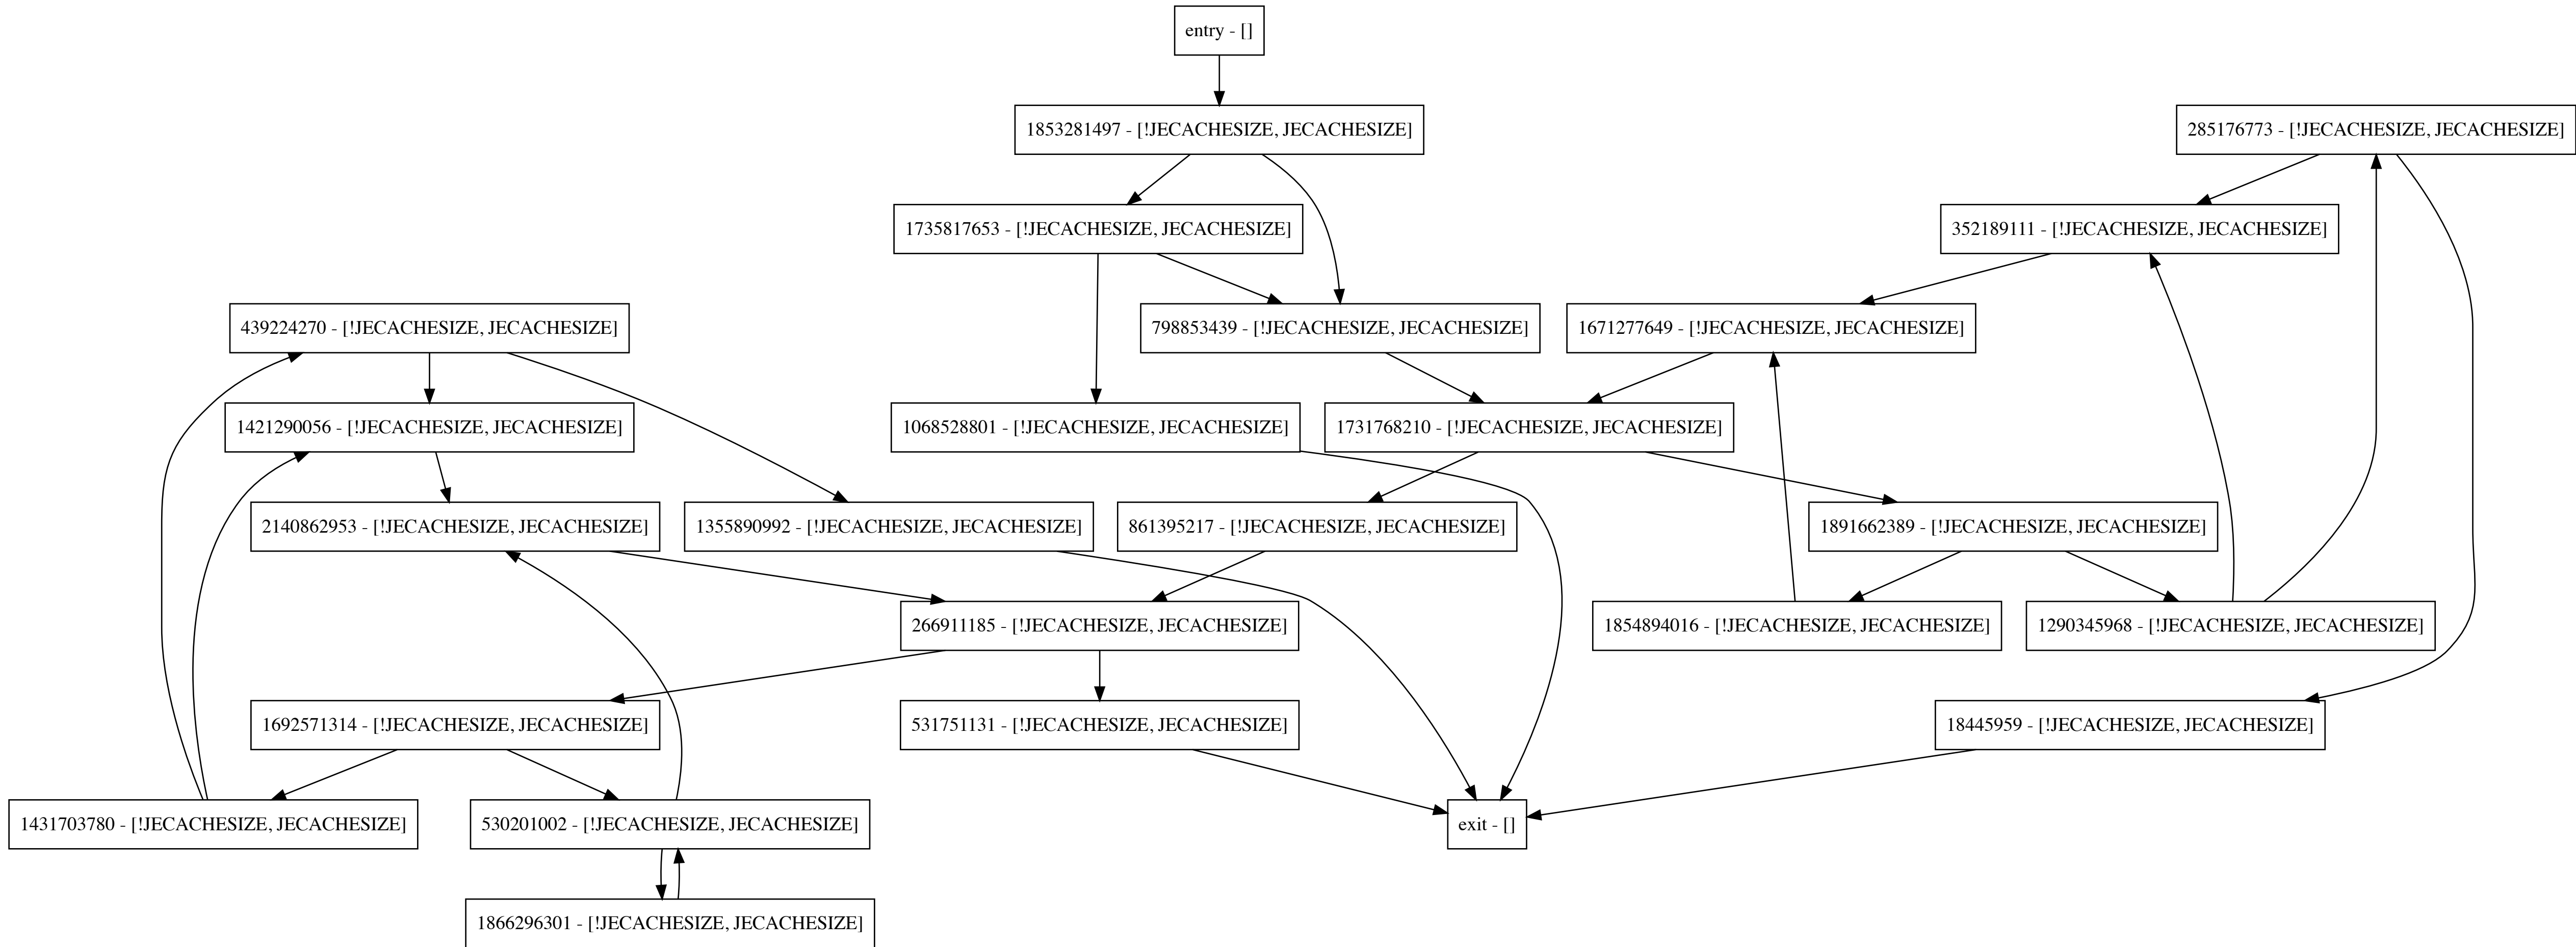 entry - []
1853281497 - [!JECACHESIZE, JECACHESIZE]
285176773 - [!JECACHESIZE, JECACHESIZE]
1735817653 - [!JECACHESIZE, JECACHESIZE]
352189111 - [!JECACHESIZE, JECACHESIZE]
439224270 - [!JECACHESIZE, JECACHESIZE]
798853439 - [!JECACHESIZE, JECACHESIZE]
1671277649 - [!JECACHESIZE, JECACHESIZE]
1421290056 - [!JECACHESIZE, JECACHESIZE]
1068528801 - [!JECACHESIZE, JECACHESIZE]
1731768210 - [!JECACHESIZE, JECACHESIZE]
2140862953 - [!JECACHESIZE, JECACHESIZE]
1355890992 - [!JECACHESIZE, JECACHESIZE]
861395217 - [!JECACHESIZE, JECACHESIZE]
1891662389 - [!JECACHESIZE, JECACHESIZE]
266911185 - [!JECACHESIZE, JECACHESIZE]
1854894016 - [!JECACHESIZE, JECACHESIZE]
1290345968 - [!JECACHESIZE, JECACHESIZE]
1692571314 - [!JECACHESIZE, JECACHESIZE]
531751131 - [!JECACHESIZE, JECACHESIZE]
18445959 - [!JECACHESIZE, JECACHESIZE]
1431703780 - [!JECACHESIZE, JECACHESIZE]
530201002 - [!JECACHESIZE, JECACHESIZE]
exit - []
1866296301 - [!JECACHESIZE, JECACHESIZE]